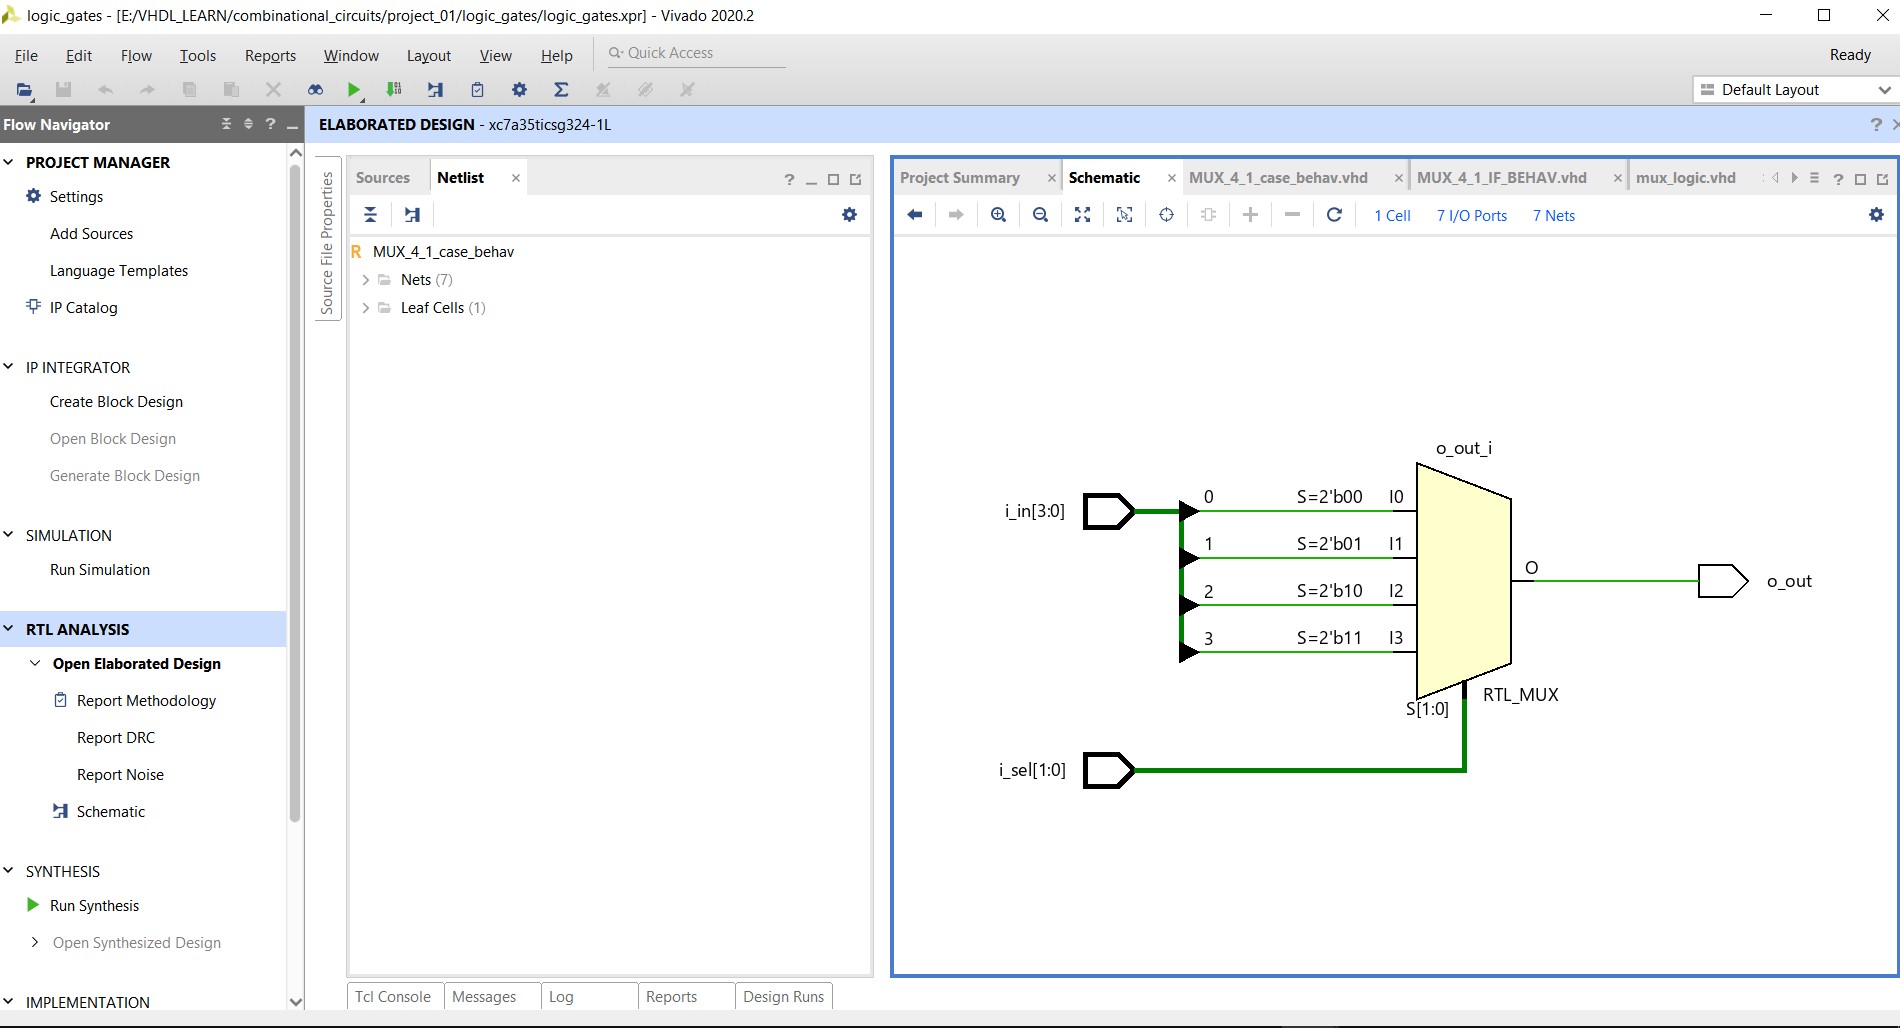 logic_gates - [E:/VHDL_LEARN/combinational_circuits/project_01/logic_gates/logic_gates.xpr] - Vivado 2020.2
File Edit Flow Tools Reports Window Layout View Help Quick Access Ready
Default Layout
Flow Navigator ? ELABORATED DESIGN - xc7a35ticsg324-1L ?
PROJECT MANAGER
Settings
Add Sources
Language Templates
IP Catalog
IP INTEGRATOR
Create Block Design
Open Block Design
Generate Block Design
SIMULATION
Run Simulation
RTL ANALYSIS
Open Elaborated Design
Report Methodology
Report DRC
Report Noise
Schematic
SYNTHESIS
Run Synthesis
Open Synthesized Design
IMPLEMENTATION
Source File Properties
Sources Netlist ?
R MUX_4_1_case_behav
Nets (7)
Leaf Cells (1)
Project Summary Schematic MUX_4_1_case_behav.vhd MUX_4_1_IF_BEHAV.vhd mux_logic.vhd ?
1 Cell 7 I/O Ports 7 Nets
o_out_i
i_in[3:0] 0 S=2'b00 I0
1 S=2'b01 I1
2 S=2'b10 I2
3 S=2'b11 I3
O o_out
RTL_MUX
S[1:0]
i_sel[1:0]
Tcl Console Messages Log Reports Design Runs